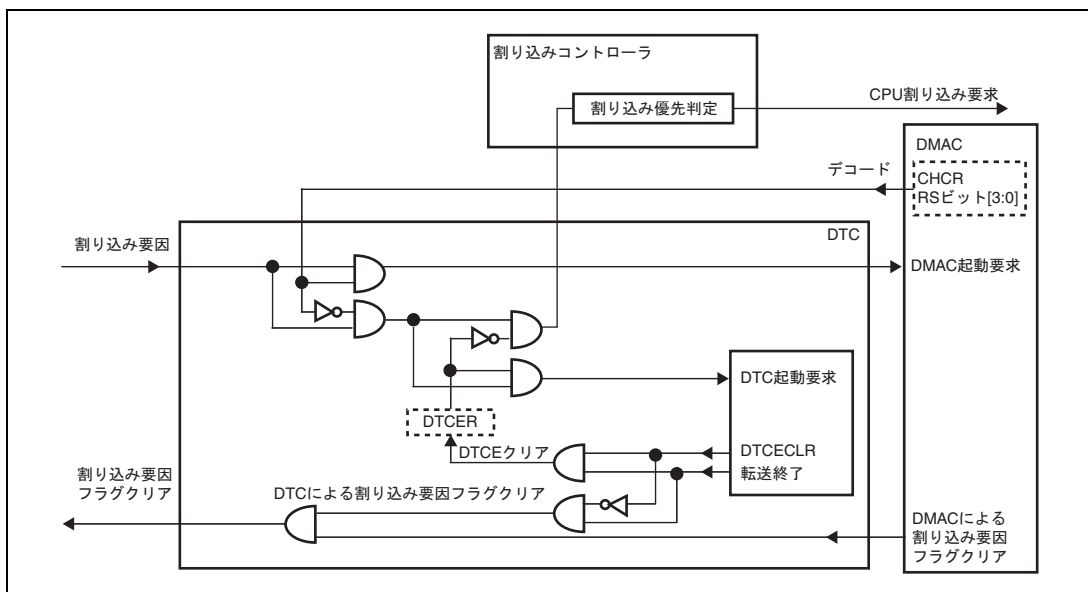 割り込みコントローラ
割り込み優先判定
CPU割り込み要求
DMAC
デコード
CHCR
RSビット[3:0]
DTC
割り込み要因
DMAC起動要求
DTC起動要求
DTCER
DTCEクリア
DTCECLR
転送終了
割り込み要因
フラグクリア
DTCによる割り込み要因フラグクリア
DMACによる
割り込み要因
フラグクリア